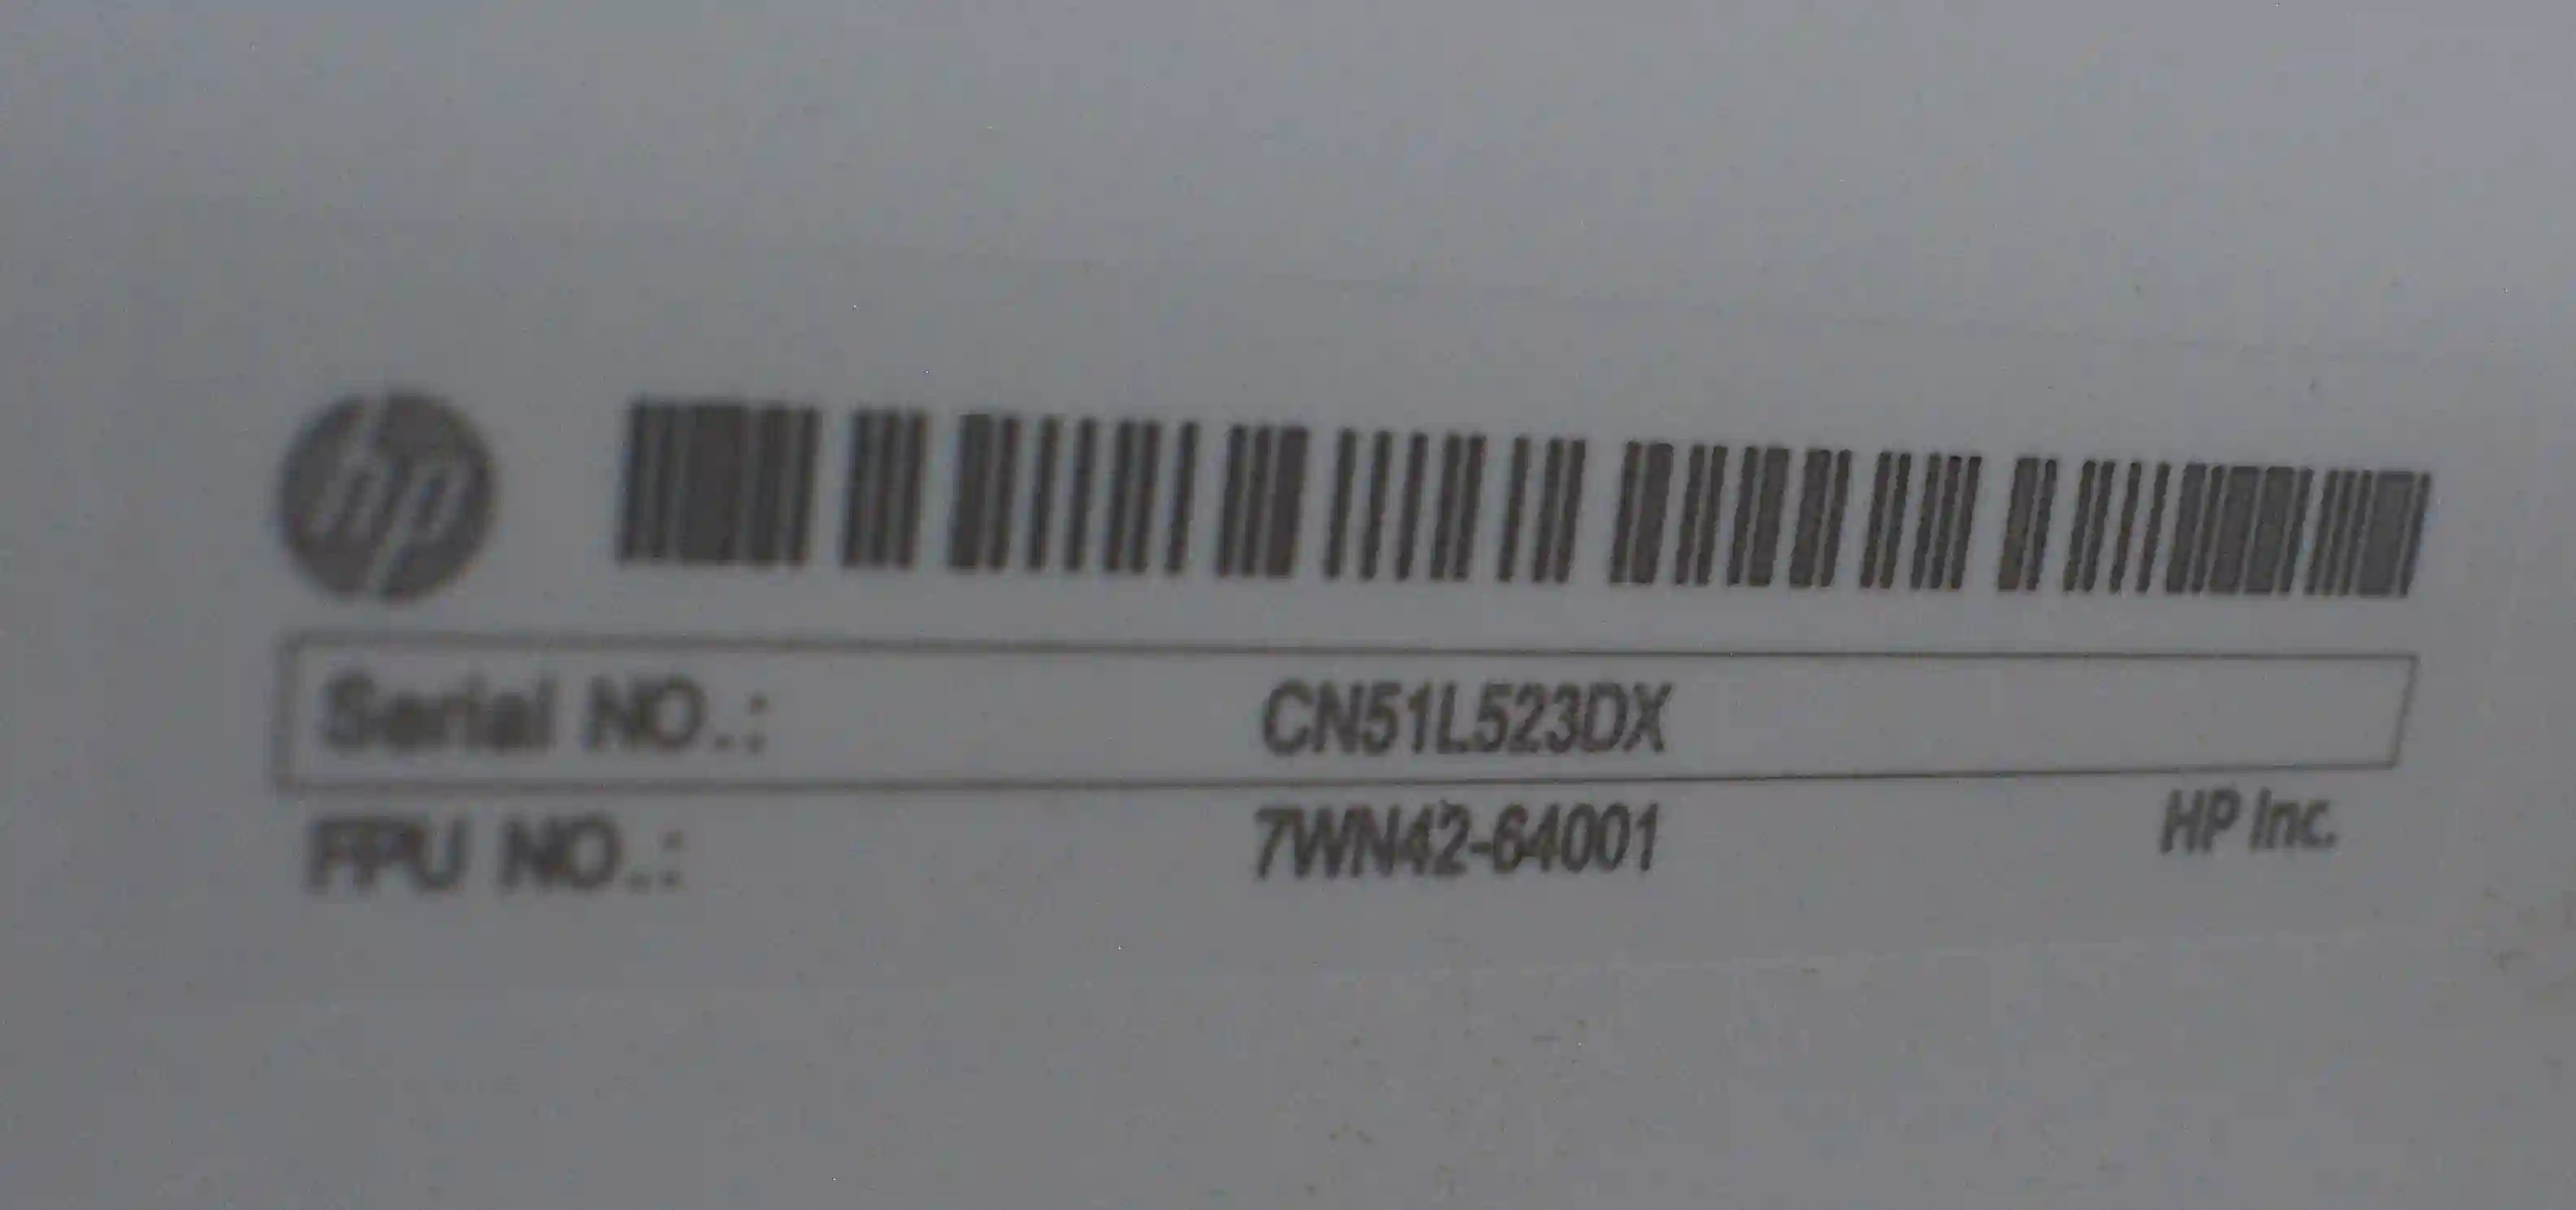 hp
Serial NO.: CN51L523DX
FPU NO.: 7WN42-64001 HP Inc.